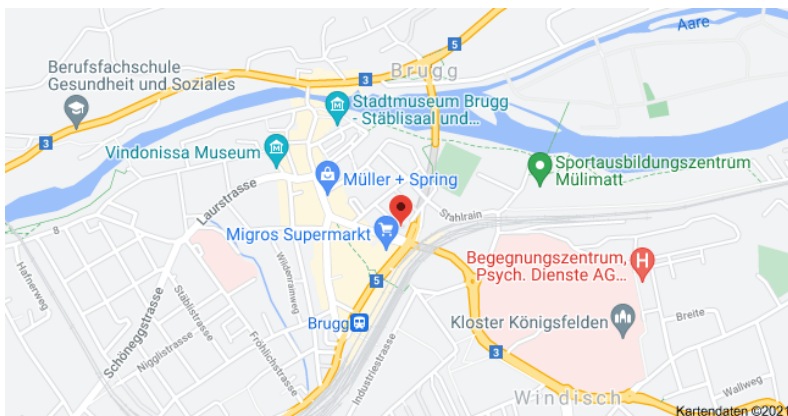 Aare
5
Brugg
3
Berufsfachschule
Gesundheit und Soziales
Stadtmuseum Brugg
- Stäblisaal und...
3
Vindonissa Museum
Sportausbildungszentrum
Mülimatt
Müller + Spring
Laurstrasse
Stahlrain
8
Migros Supermarkt
Begegnungszentrum,
Psych. Dienste AG...
H
Hafnerweg
Wildenrainweg
5
Stäblistrasse
Schöneggstrasse
Brugg
Kloster Königsfelden
Breite
Fröhlichstrasse
Nigglistrasse
Industriestrasse
3
Wallweg
Windisch
Kartendaten ©2021